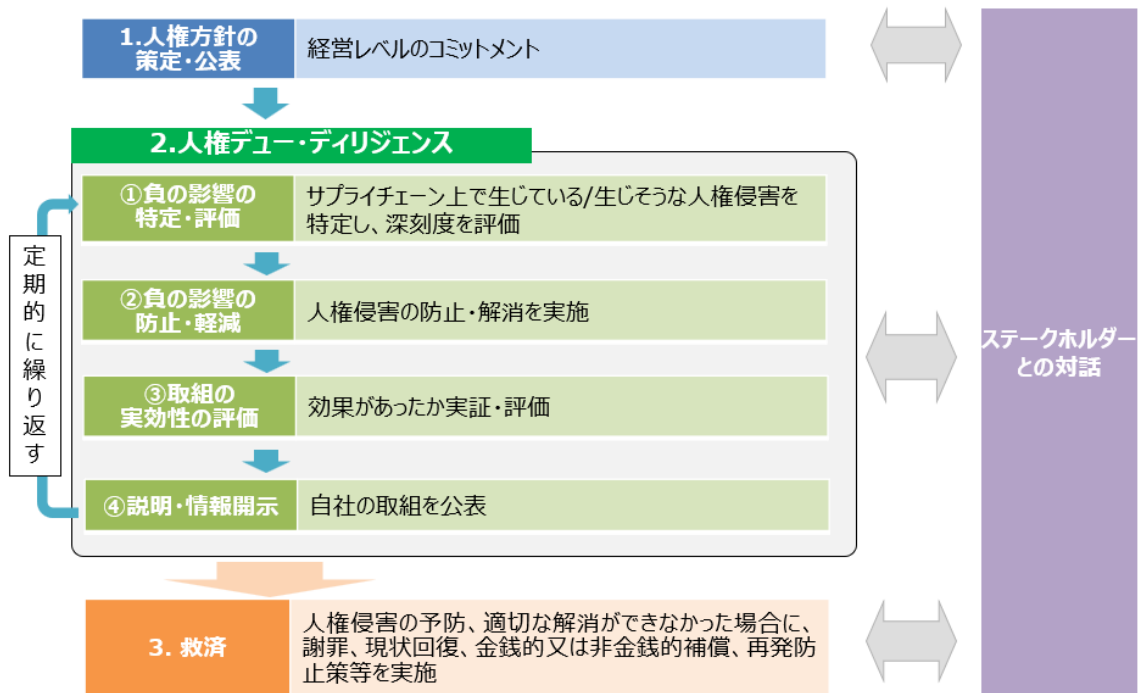 1.人権方針の
策定・公表
経営レベルのコミットメント
2.人権デュー・ディリジェンス
①負の影響の
特定・評価
サプライチェーン上で生じている/生じそうな人権侵害を
特定し、深刻度を評価
②負の影響の
防止・軽減
人権侵害の防止・解消を実施
③取組の
実効性の評価
効果があったか実証・評価
④説明・情報開示
自社の取組を公表
定期的に繰り返す
3. 救済
人権侵害の予防、適切な解消ができなかった場合に、
謝罪、現状回復、金銭的又は非金銭的補償、再発防
止策等を実施
ステークホルダー
との対話